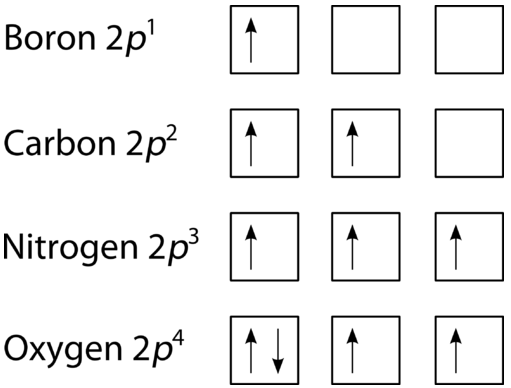 Boron 2p¹
Carbon 2p²
Nitrogen 2p³
Oxygen 2p⁴